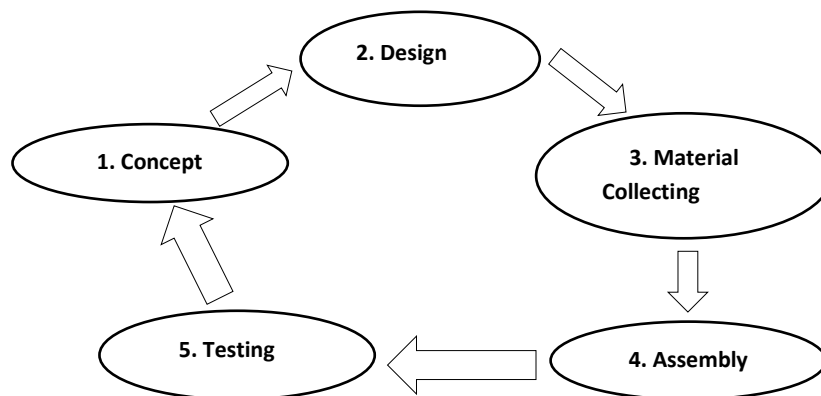 1. Concept
2. Design
3. Material
Collecting
4. Assembly
5. Testing